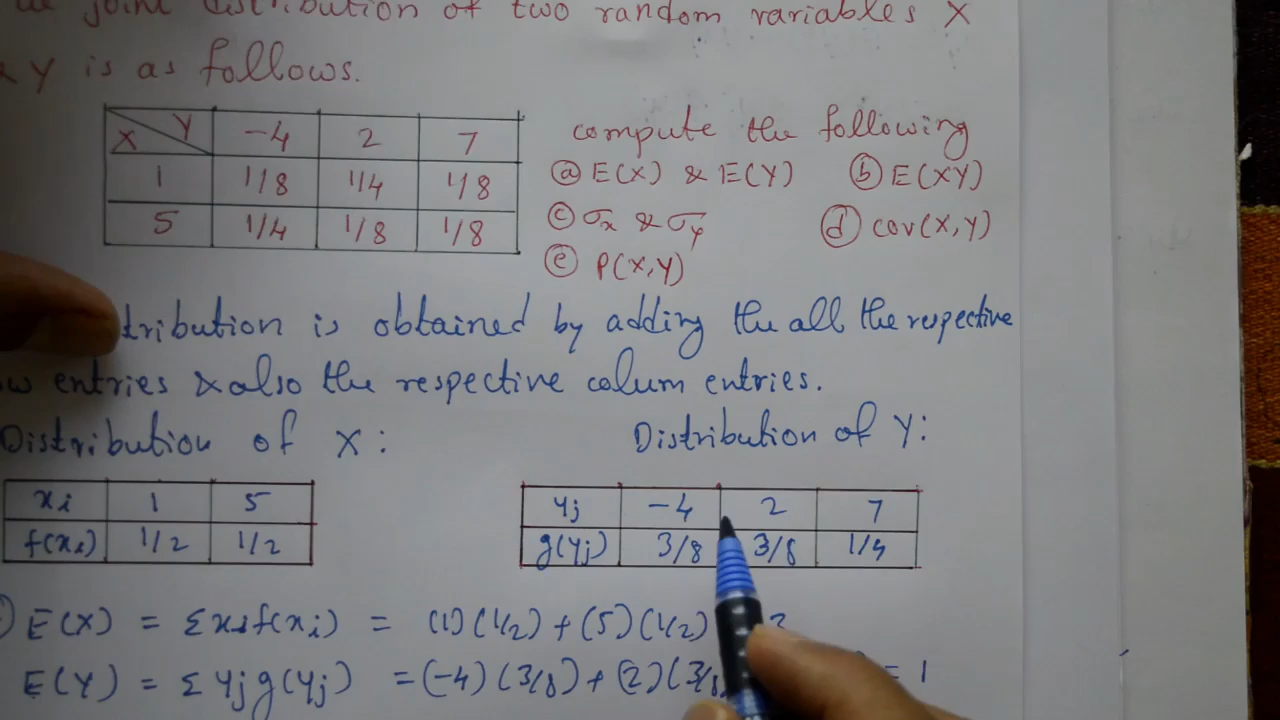 joint distribution of two random variables X
& Y is as follows.
X Y -4 2 7
1 1/8 1/4 1/8
5 1/4 1/8 1/8
compute the following
(a) E(X) & E(Y) (b) E(XY)
(c) σx & σy (d) cov(X,Y)
(e) P(X,Y)
tribution is obtained by adding the all the respective
ow entries & also the respective colum entries.
Distribution of X: Distribution of Y:
xi 1 5
f(xi) 1/2 1/2
yj -4 2 7
g(yj) 3/8 3/8 1/4
E(X) = Σxif(xi) = (1)(1/2)+(5)(1/2)
E(Y) = Σyjg(yj) =(-4)(3/8)+(2)(3/8 = 1